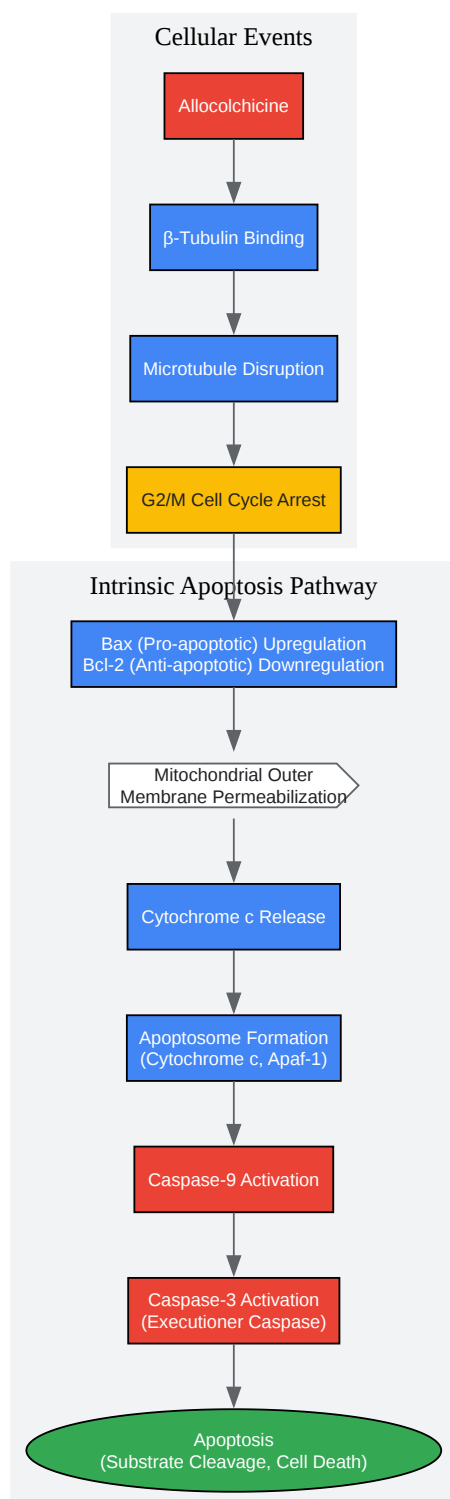 Cellular Events
Allocolchicine
β-Tubulin Binding
Microtubule Disruption
G2/M Cell Cycle Arrest
Intrinsic Apoptosis Pathway
Bax (Pro-apoptotic) Upregulation
Bcl-2 (Anti-apoptotic) Downregulation
Mitochondrial Outer
Membrane Permeabilization
Cytochrome c Release
Apoptosome Formation
(Cytochrome c, Apaf-1)
Caspase-9 Activation
Caspase-3 Activation
(Executioner Caspase)
Apoptosis
(Substrate Cleavage, Cell Death)